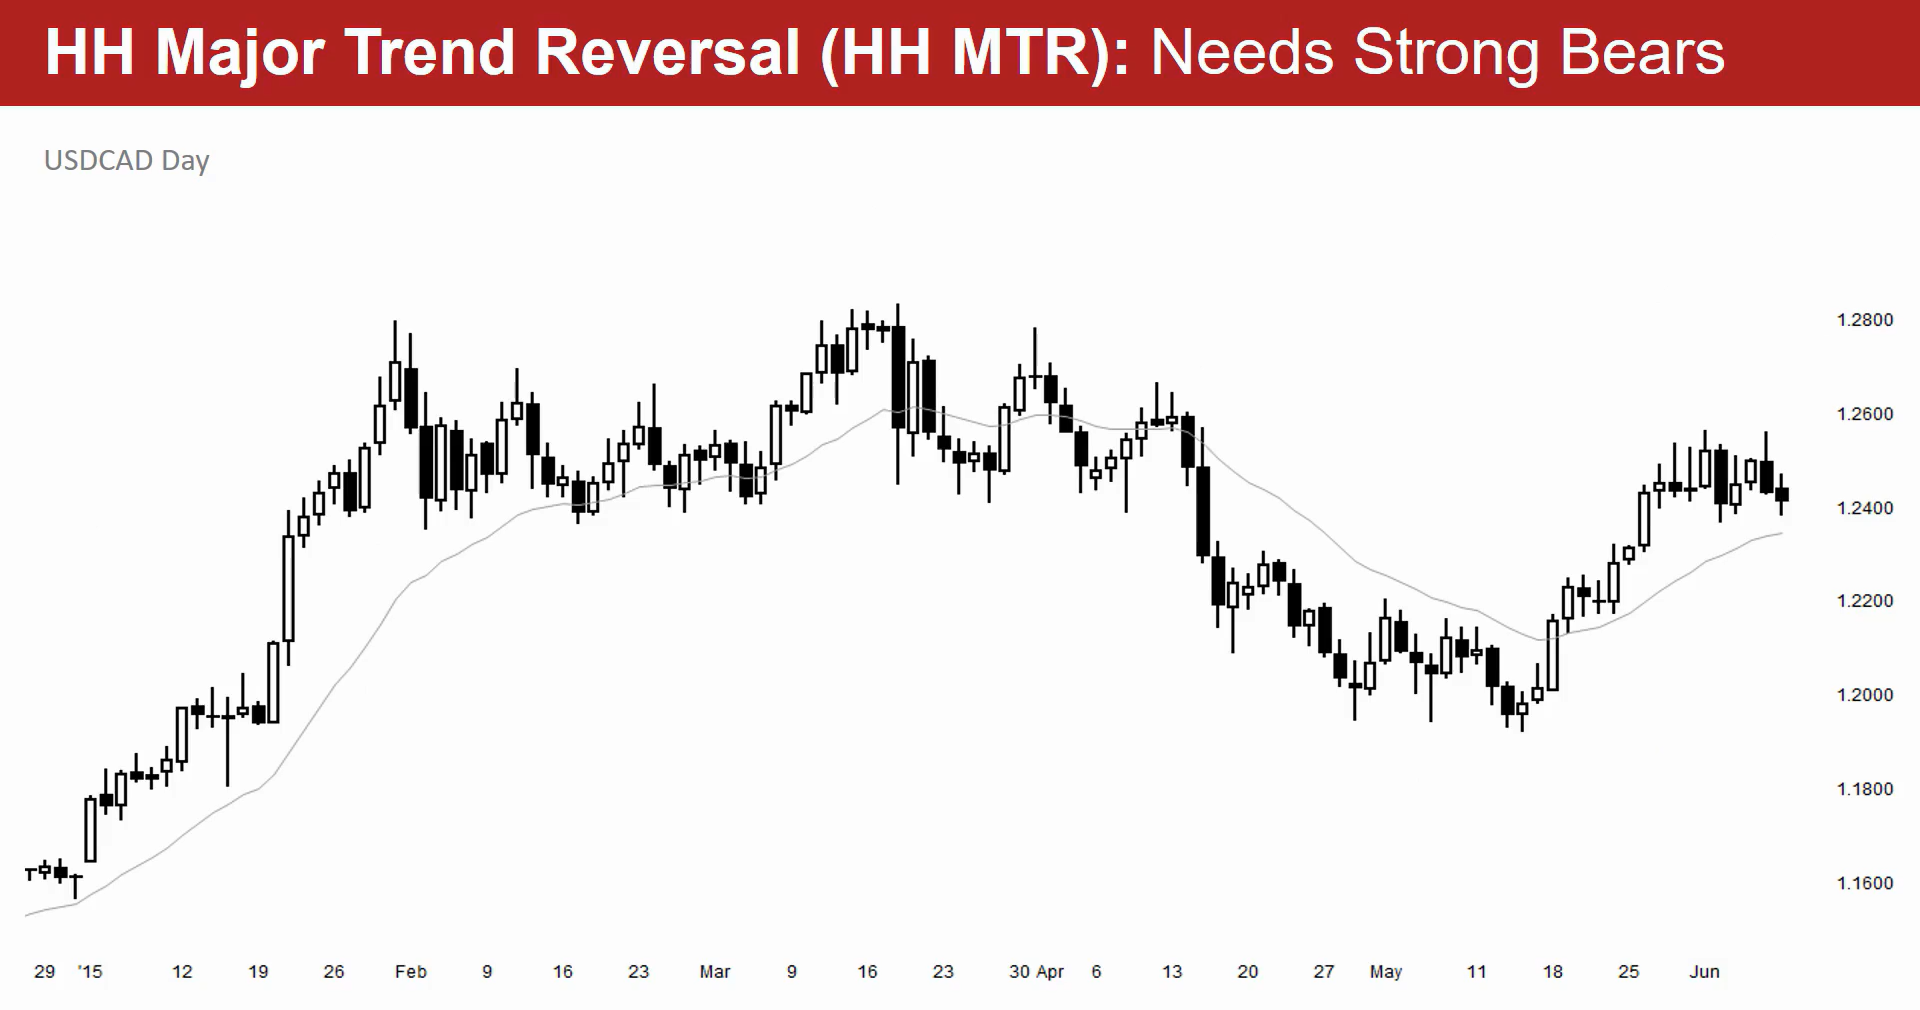 HH Major Trend Reversal (HH MTR): Needs Strong Bears
USDCAD Day
1.2800
1.2600
1.2400
1.2200
1.2000
1.1800
1.1600
29 '15 12 19 26 Feb 9 16 23 Mar 9 16 23 30 Apr 6 13 20 27 May 11 18 25 Jun